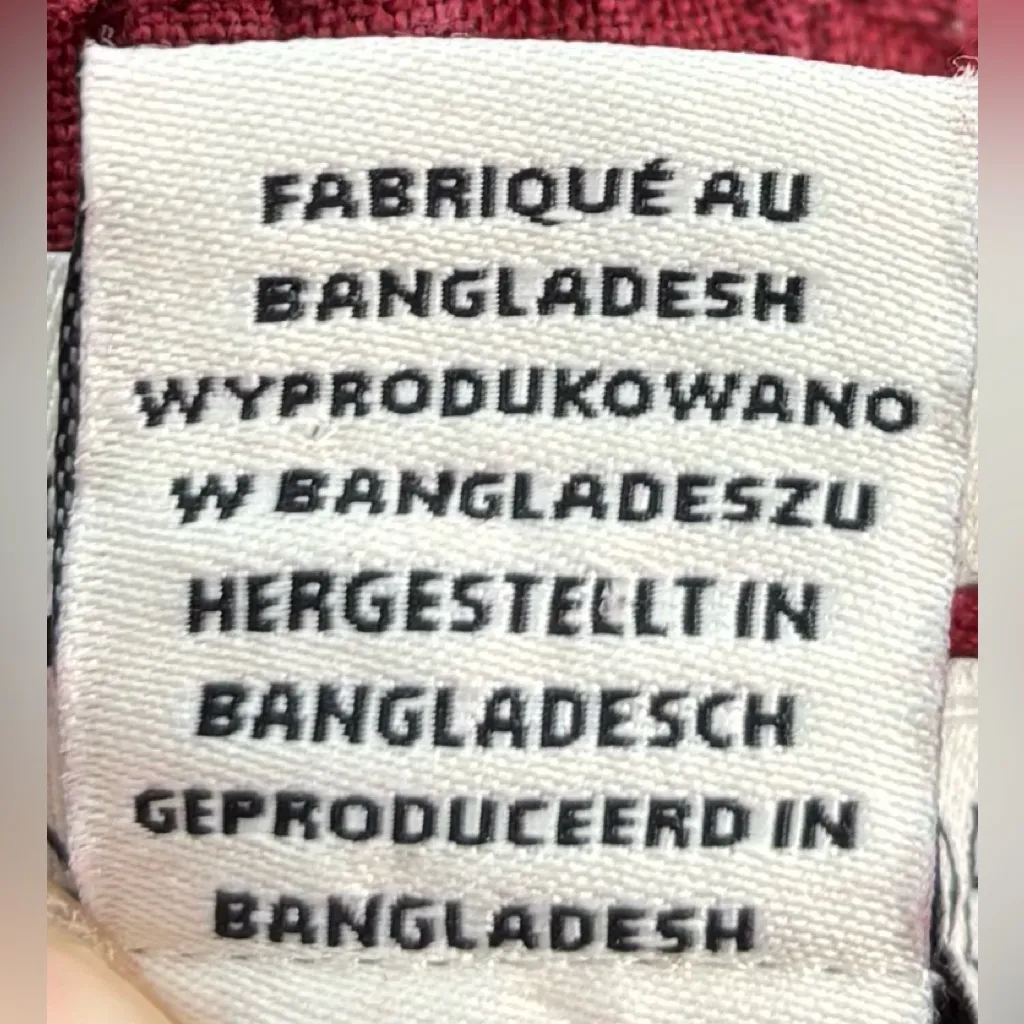 FABRIQUÉ AU
BANGLADESH
WYPRODUKOWANO
W BANGLADESZU
HERGESTELLT IN
BANGLADESCH
GEPRODUCEERD IN
BANGLADESH